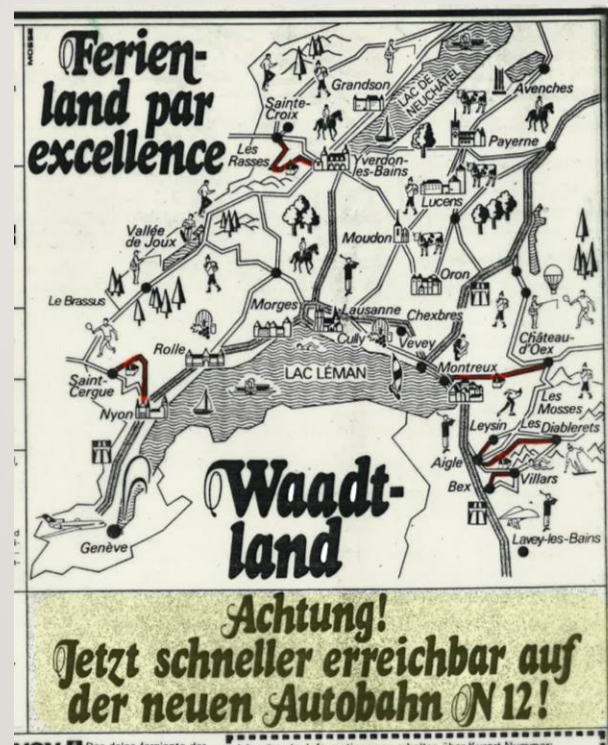 MOSSE
Ferien-
land par
excellence
Grandson
LAC DE
NEUCHÂTEL
Avenches
Sainte-
Croix
Les
Rasses
Yverdon-
les-Bains
Payerne
Lucens
Vallée
de Joux
Moudon
Oron
Le Brassus
Morges
Lausanne
Chexbres
Cully
Vevey
Château-
d'Oex
Rolle
Saint-
Cergue
LAC LÉMAN
Montreux
Nyon
Les
Mosses
Leysin
Les Diablerets
Aigle
Villars
Bex
Genève
Lavey-les-Bains
Waadt-
land
Achtung!
Jetzt schneller erreichbar auf
der neuen Autobahn N 12!